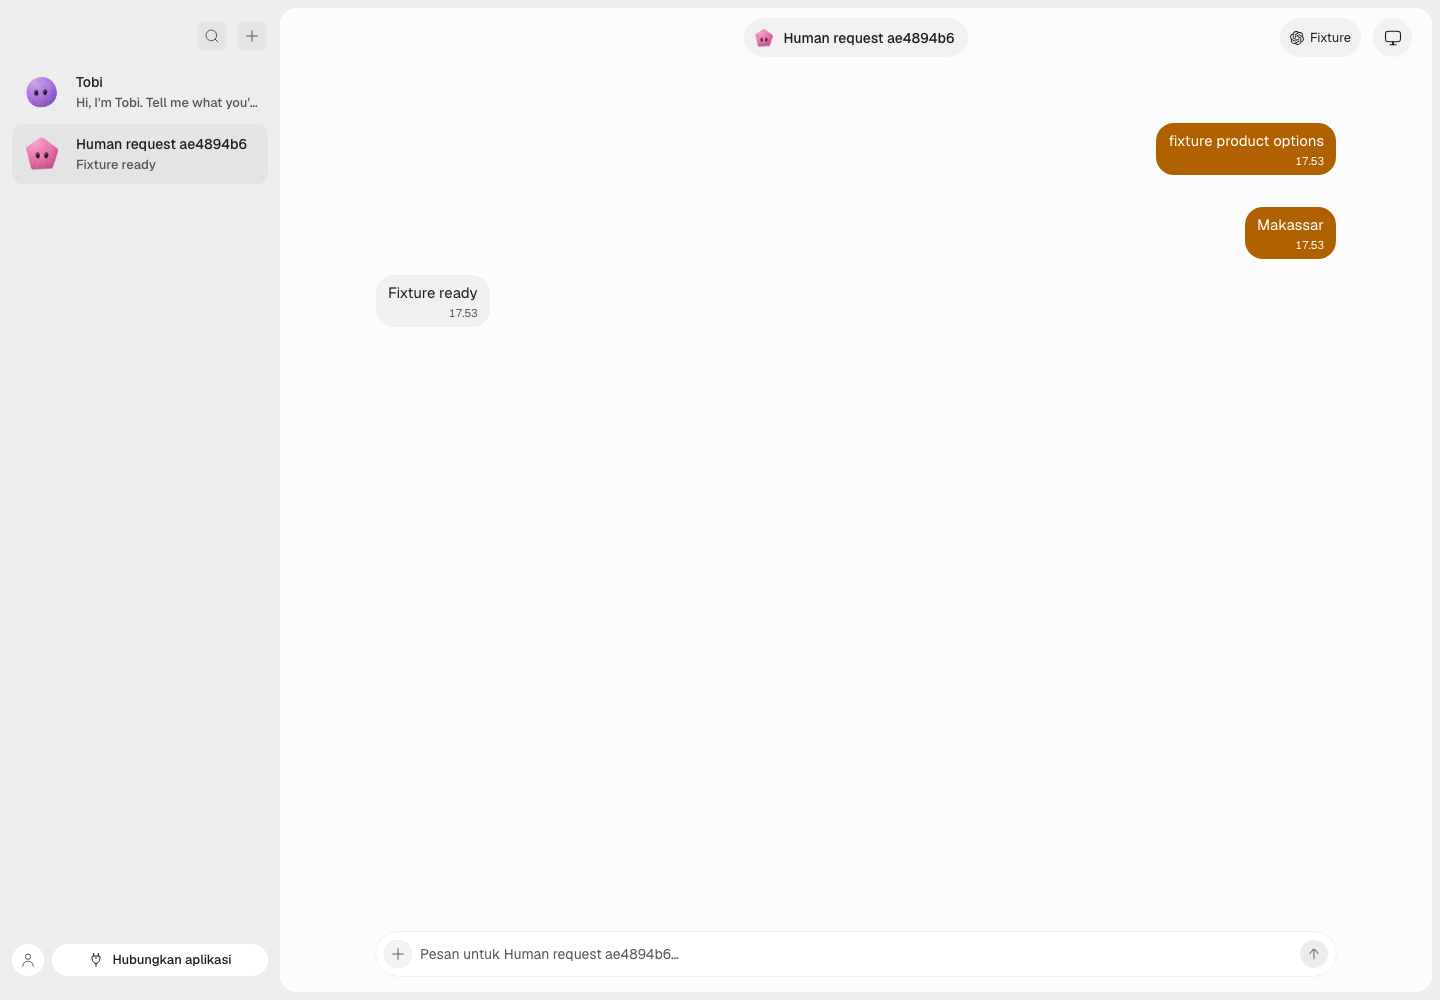 Tobi
Hi, I'm Tobi. Tell me what you'...
Human request ae4894b6
Fixture ready
Hubungkan aplikasi
Human request ae4894b6
Fixture
fixture product options
17.53
Makassar
17.53
Fixture ready
17.53
Pesan untuk Human request ae4894b6...